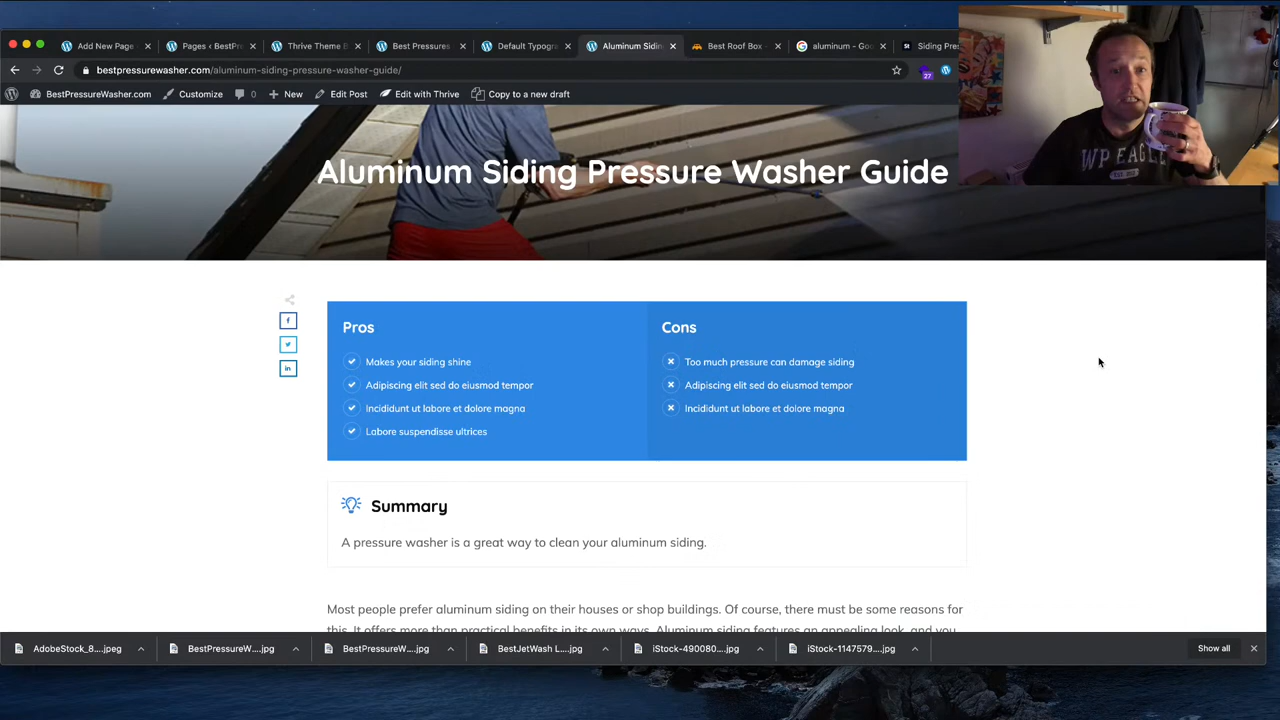 Add New Page
Pages ‹ BestPr
Thrive Theme B
Best Pressures
Default Typogr
Aluminum Sidin
Best Roof Box -
aluminum - Goo
St
Siding Pres
bestpressurewasher.com/aluminum-siding-pressure-washer-guide/
27
BestPressureWasher.com
Customize
0
New
Edit Post
Edit with Thrive
Copy to a new draft
WP EAGLE
Aluminum Siding Pressure Washer Guide
Pros
Makes your siding shine
Adipiscing elit sed do eiusmod tempor
Incididunt ut labore et dolore magna
Labore suspendisse ultrices
Cons
Too much pressure can damage siding
Adipiscing elit sed do eiusmod tempor
Incididunt ut labore et dolore magna
Summary
A pressure washer is a great way to clean your aluminum siding.
Most people prefer aluminum siding on their houses or shop buildings. Of course, there must be some reasons for
this. It offers more than practical benefits in its own ways. Aluminum siding features an appealing look, and you
AdobeStock_8....jpeg
BestPressureW....jpg
BestPressureW....jpg
BestJetWash L....jpg
iStock-490080....jpg
iStock-1147579....jpg
Show all